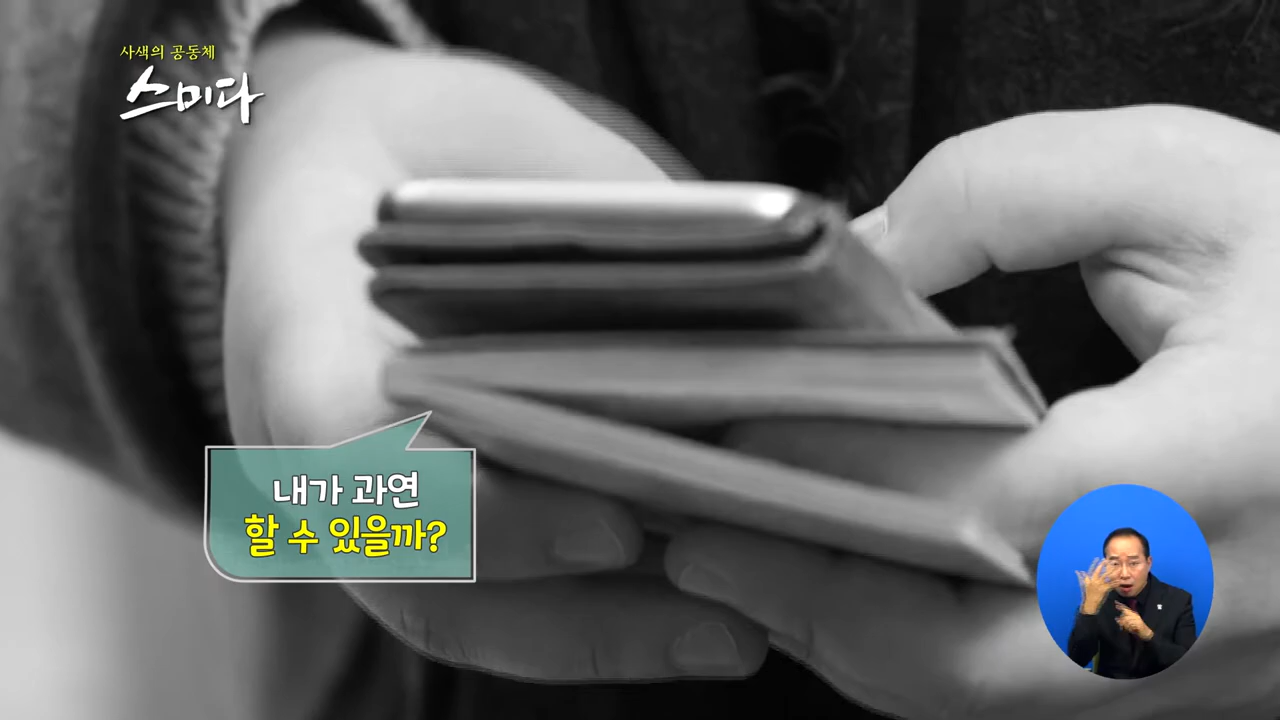 사색의 공동체
스미다
내가 과연
할 수 있을까?